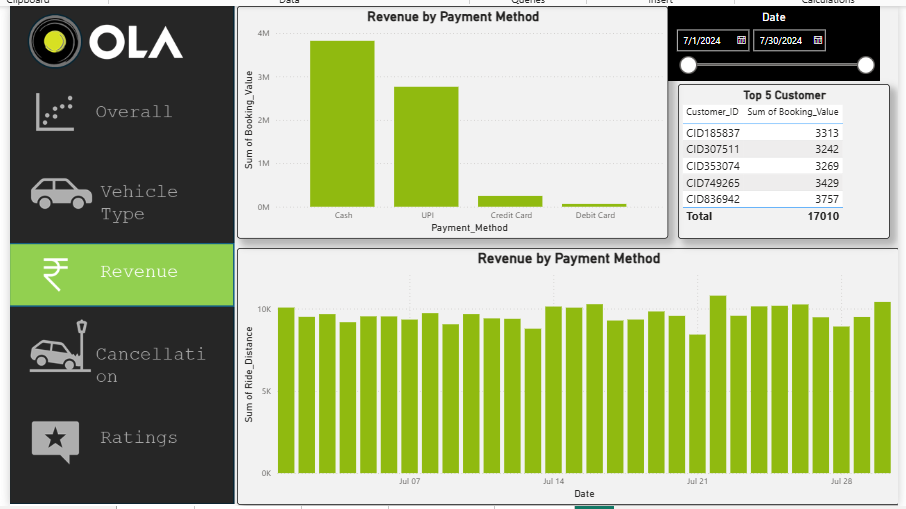 Clipboard
Data
Queries
Insert
Calculations
OLA
Overall
Vehicle
Type
Revenue
Cancellati
on
Ratings
Revenue by Payment Method
Sum of Booking_Value
4M
3M
2M
1M
0M
Cash
UPI
Credit Card
Debit Card
Payment_Method
Date
7/1/2024
7/30/2024
Top 5 Customer
Customer_ID Sum of Booking_Value
CID185837 3313
CID307511 3242
CID353074 3269
CID749265 3429
CID836942 3757
Total 17010
Revenue by Payment Method
Sum of Ride_Distance
10K
5K
0K
Jul 07
Jul 14
Jul 21
Jul 28
Date